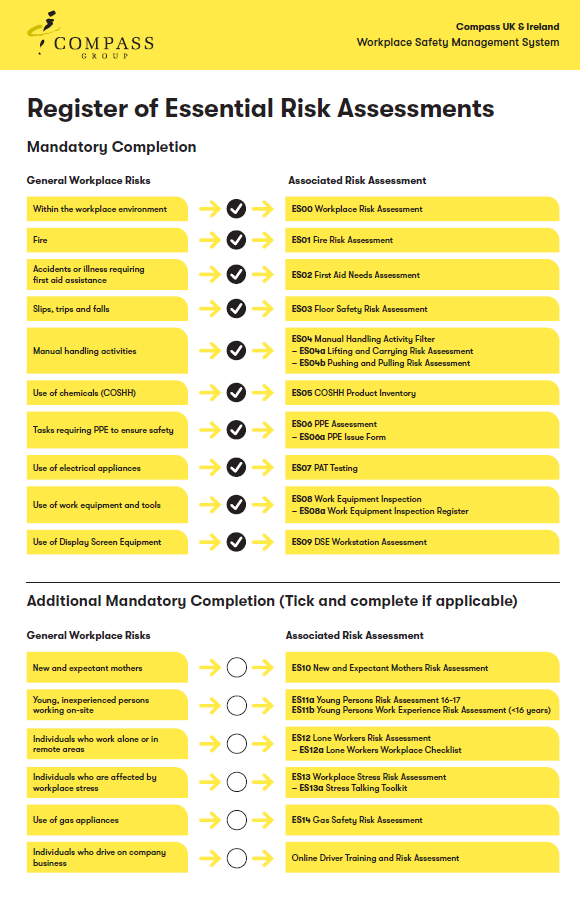 COMPASS
GROUP
Compass UK & Ireland
Workplace Safety Management System
Register of Essential Risk Assessments
Mandatory Completion
General Workplace Risks
Associated Risk Assessment
Within the workplace environment
ES00 Workplace Risk Assessment
Fire
ES01 Fire Risk Assessment
Accidents or illness requiring
first aid assistance
ES02 First Aid Needs Assessment
Slips, trips and falls
ES03 Floor Safety Risk Assessment
Manual handling activities
ES04 Manual Handling Activity Filter
– ES04a Lifting and Carrying Risk Assessment
– ES04b Pushing and Pulling Risk Assessment
Use of chemicals (COSHH)
ES05 COSHH Product Inventory
Tasks requiring PPE to ensure safety
ES06 PPE Assessment
– ES06a PPE Issue Form
Use of electrical appliances
ES07 PAT Testing
Use of work equipment and tools
ES08 Work Equipment Inspection
– ES08a Work Equipment Inspection Register
Use of Display Screen Equipment
ES09 DSE Workstation Assessment
Additional Mandatory Completion (Tick and complete if applicable)
General Workplace Risks
Associated Risk Assessment
New and expectant mothers
ES10 New and Expectant Mothers Risk Assessment
Young, inexperienced persons
working on-site
ES11a Young Persons Risk Assessment 16–17
ES11b Young Persons Work Experience Risk Assessment (<16 years)
Individuals who work alone or in
remote areas
ES12 Lone Workers Risk Assessment
– ES12a Lone Workers Workplace Checklist
Individuals who are affected by
workplace stress
ES13 Workplace Stress Risk Assessment
– ES13a Stress Talking Toolkit
Use of gas appliances
ES14 Gas Safety Risk Assessment
Individuals who drive on company
business
Online Driver Training and Risk Assessment